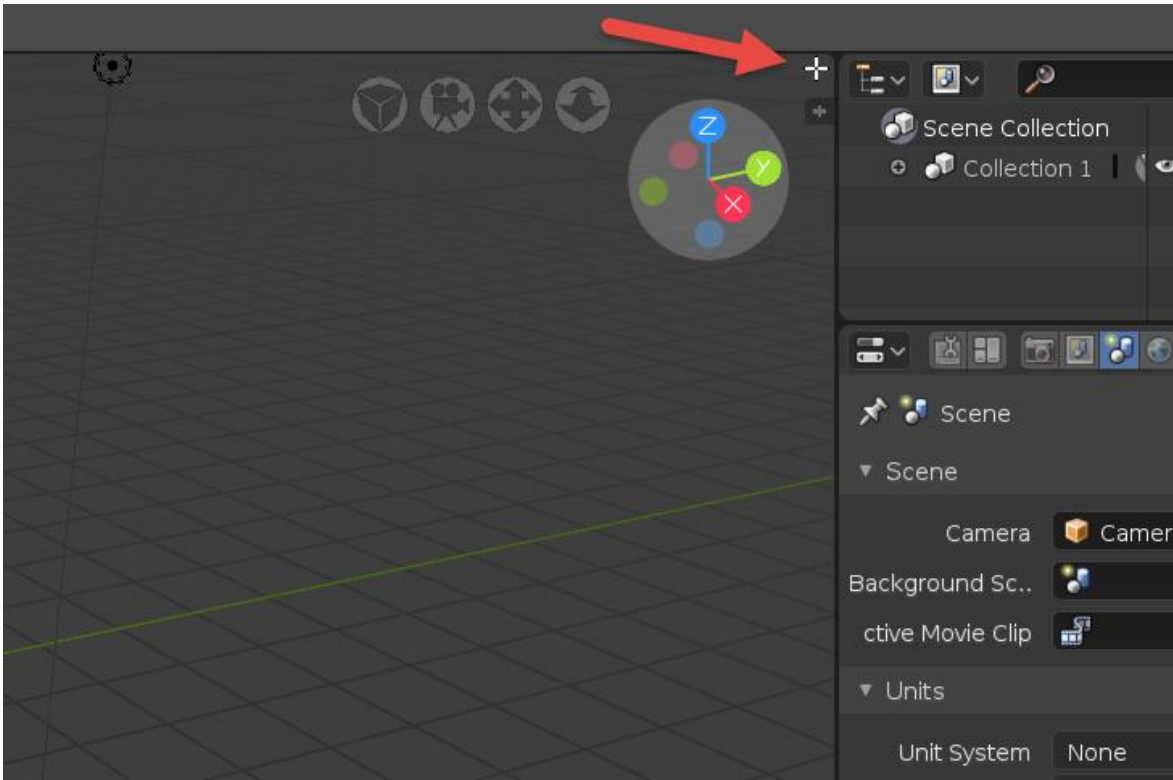 Z
Y
X
Scene Collection
Collection 1
Scene
Scene
Camera Camer
Background Sc..
ctive Movie Clip
Units
Unit System None